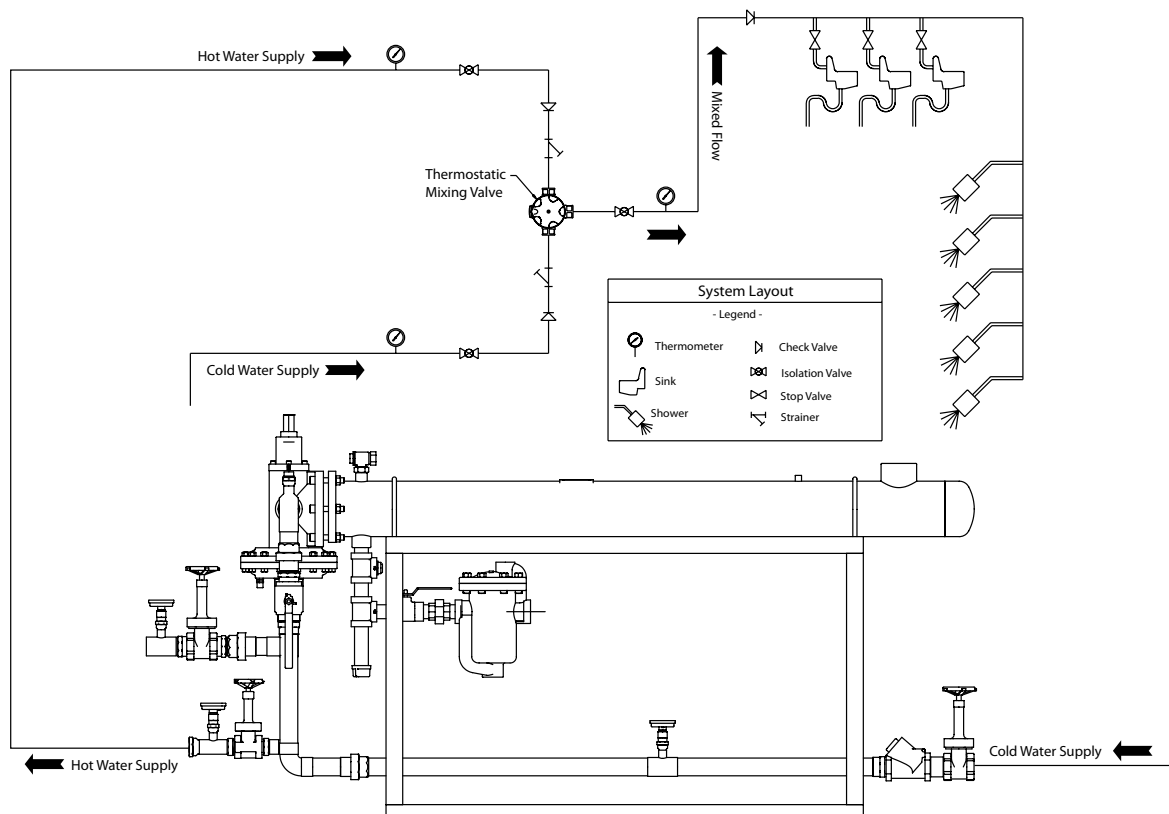 Hot Water Supply
Mixed Flow
Thermostatic
Mixing Valve
Cold Water Supply
System Layout
- Legend -
Thermometer
Check Valve
Sink
Isolation Valve
Stop Valve
Shower
Strainer
Hot Water Supply
Cold Water Supply